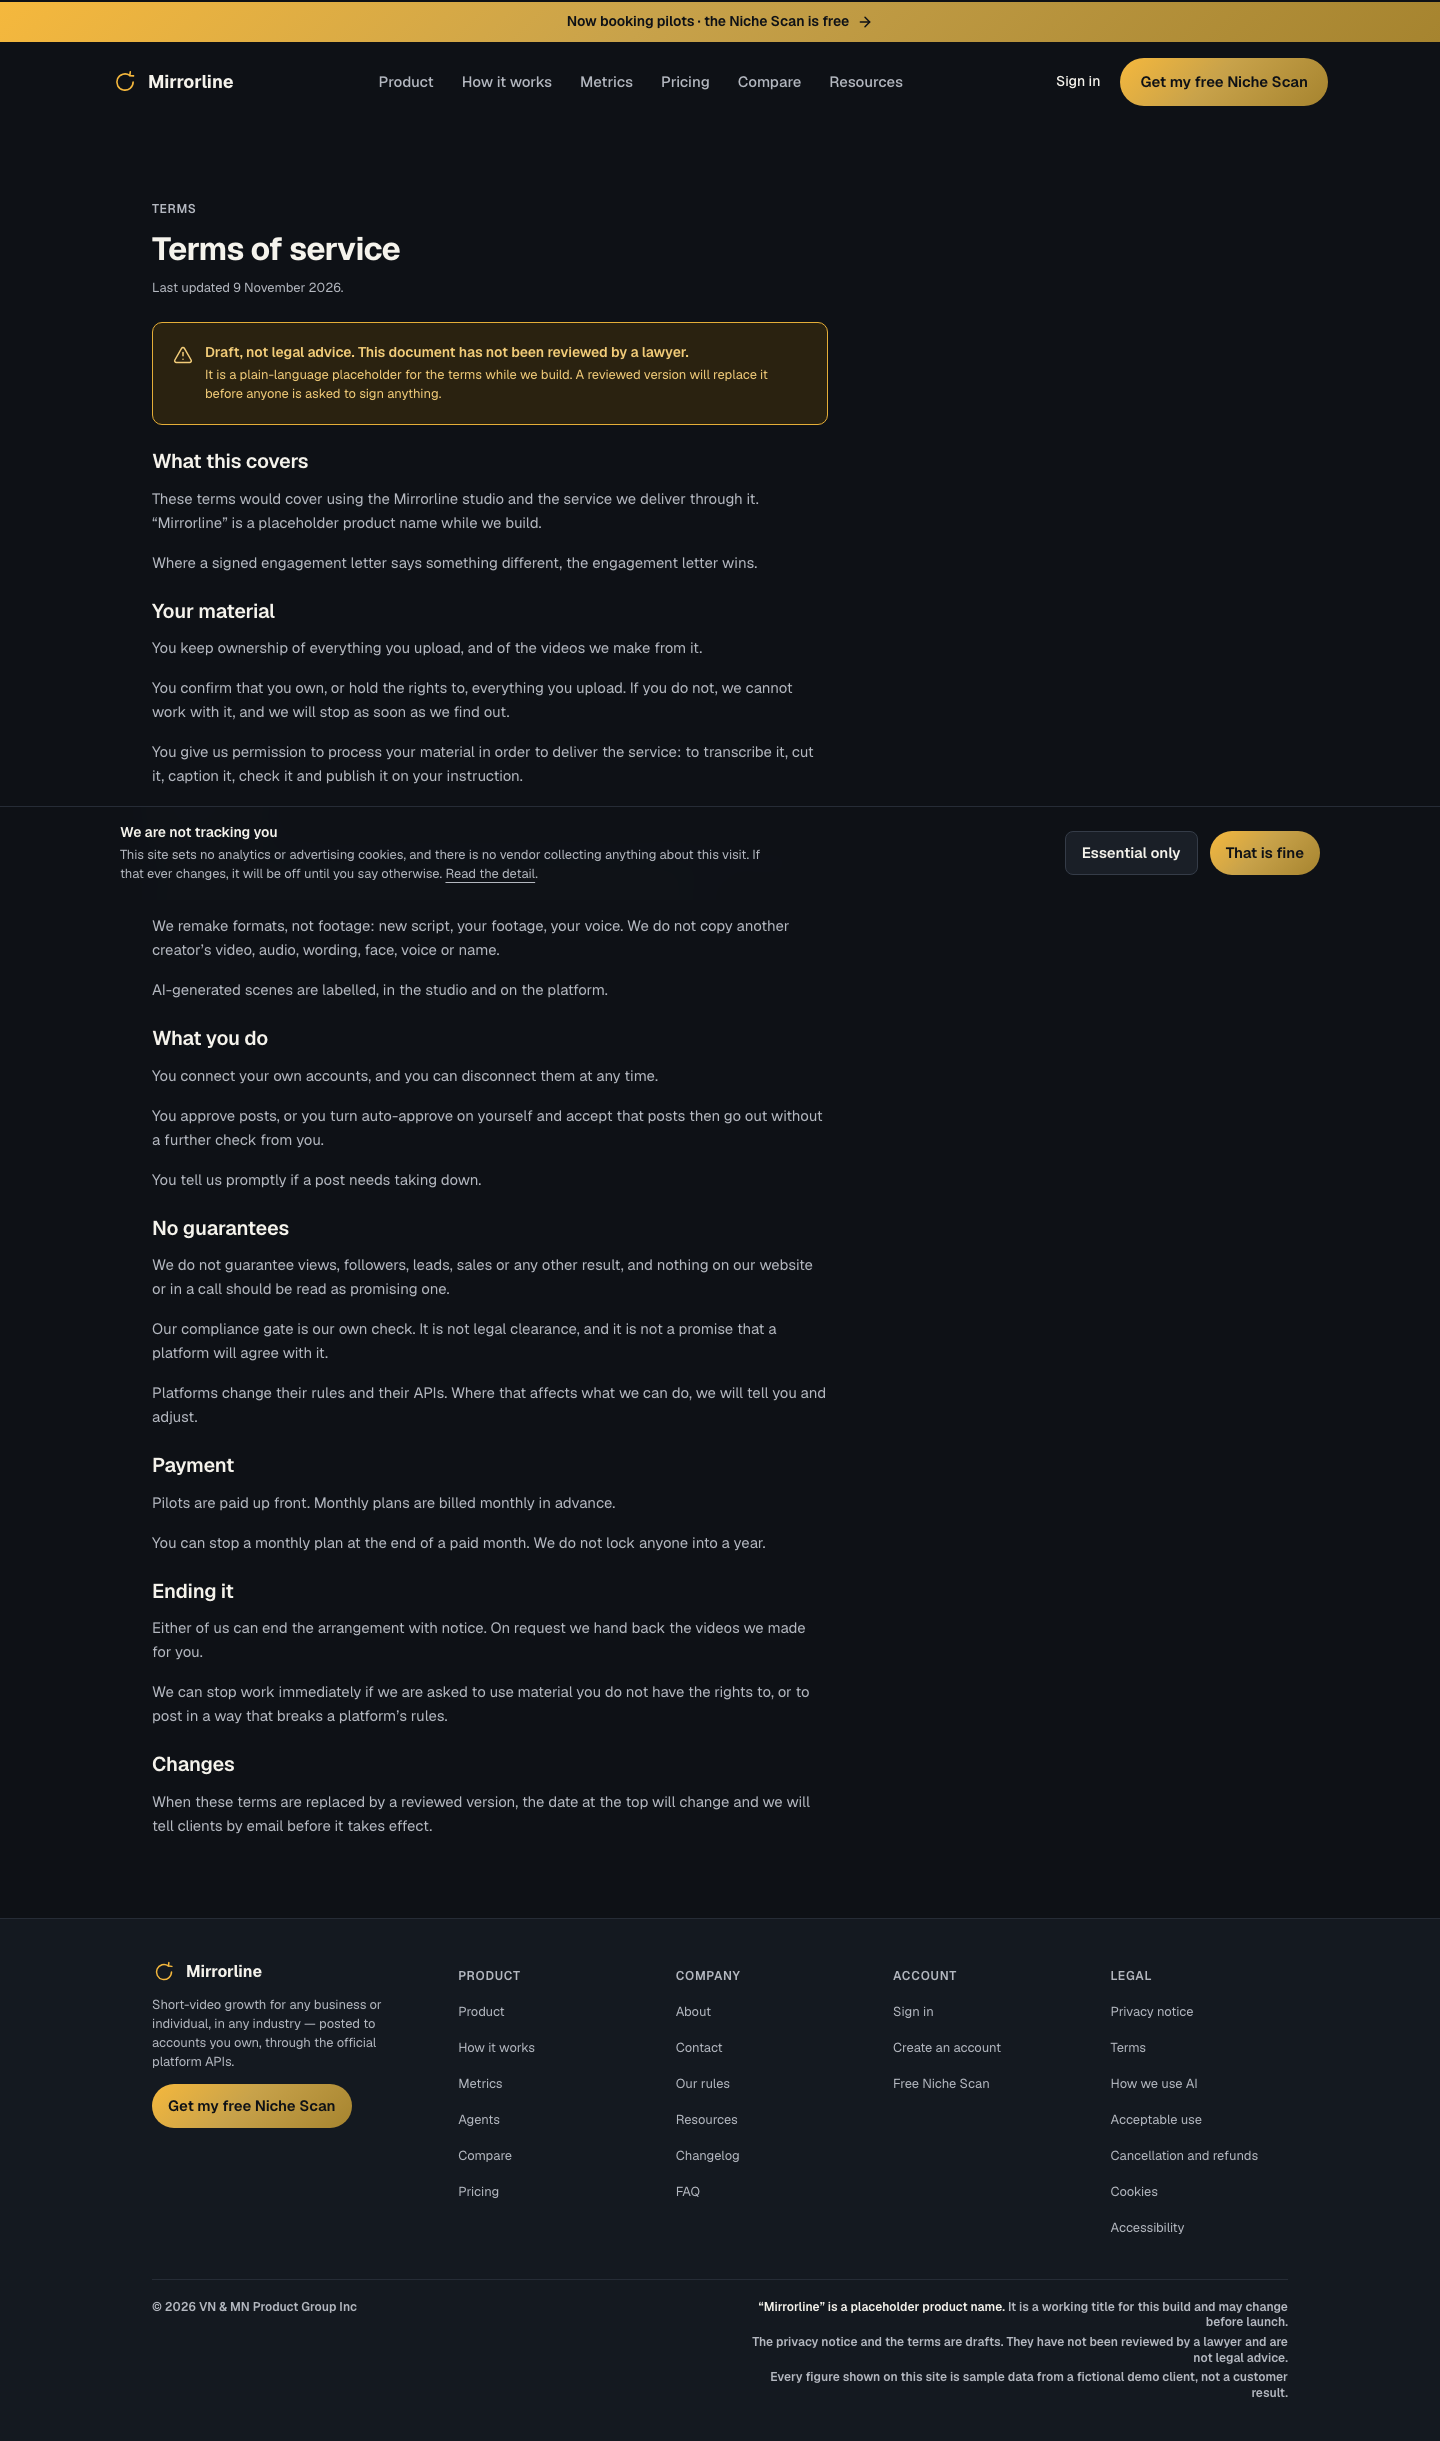 Now booking pilots · the Niche Scan is free →
Mirrorline
Product
How it works
Metrics
Pricing
Compare
Resources
Sign in
Get my free Niche Scan
TERMS
Terms of service
Last updated 9 November 2026.
Draft, not legal advice. This document has not been reviewed by a lawyer.
It is a plain-language placeholder for the terms while we build. A reviewed version will replace it
before anyone is asked to sign anything.
What this covers
These terms would cover using the Mirrorline studio and the service we deliver through it.
“Mirrorline” is a placeholder product name while we build.
Where a signed engagement letter says something different, the engagement letter wins.
Your material
You keep ownership of everything you upload, and of the videos we make from it.
You confirm that you own, or hold the rights to, everything you upload. If you do not, we cannot
work with it, and we will stop as soon as we find out.
You give us permission to process your material in order to deliver the service: to transcribe it, cut
it, caption it, check it and publish it on your instruction.
We are not tracking you
This site sets no analytics or advertising cookies, and there is no vendor collecting anything about this visit. If
that ever changes, it will be off until you say otherwise. Read the detail.
Essential only
That is fine
We remake formats, not footage: new script, your footage, your voice. We do not copy another
creator’s video, audio, wording, face, voice or name.
AI-generated scenes are labelled, in the studio and on the platform.
What you do
You connect your own accounts, and you can disconnect them at any time.
You approve posts, or you turn auto-approve on yourself and accept that posts then go out without
a further check from you.
You tell us promptly if a post needs taking down.
No guarantees
We do not guarantee views, followers, leads, sales or any other result, and nothing on our website
or in a call should be read as promising one.
Our compliance gate is our own check. It is not legal clearance, and it is not a promise that a
platform will agree with it.
Platforms change their rules and their APIs. Where that affects what we can do, we will tell you and
adjust.
Payment
Pilots are paid up front. Monthly plans are billed monthly in advance.
You can stop a monthly plan at the end of a paid month. We do not lock anyone into a year.
Ending it
Either of us can end the arrangement with notice. On request we hand back the videos we made
for you.
We can stop work immediately if we are asked to use material you do not have the rights to, or to
post in a way that breaks a platform’s rules.
Changes
When these terms are replaced by a reviewed version, the date at the top will change and we will
tell clients by email before it takes effect.
Mirrorline
Short-video growth for any business or
individual, in any industry — posted to
accounts you own, through the official
platform APIs.
Get my free Niche Scan
PRODUCT
Product
How it works
Metrics
Agents
Compare
Pricing
COMPANY
About
Contact
Our rules
Resources
Changelog
FAQ
ACCOUNT
Sign in
Create an account
Free Niche Scan
LEGAL
Privacy notice
Terms
How we use AI
Acceptable use
Cancellation and refunds
Cookies
Accessibility
© 2026 VN & MN Product Group Inc
“Mirrorline” is a placeholder product name. It is a working title for this build and may change
before launch.
The privacy notice and the terms are drafts. They have not been reviewed by a lawyer and are
not legal advice.
Every figure shown on this site is sample data from a fictional demo client, not a customer
result.